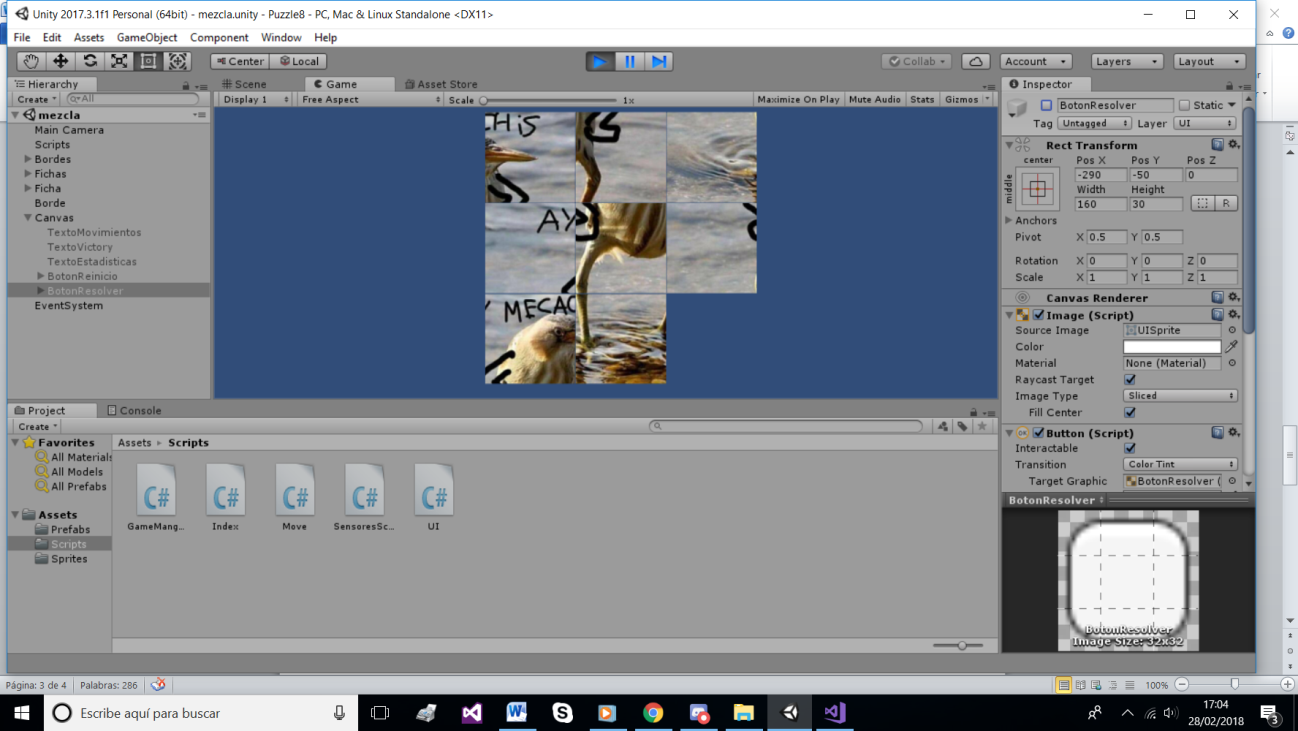 Unity 2017.3.1f1 Personal (64bit) - mezcla.unity - Puzzle8 - PC, Mac & Linux Standalone <DX11>
File Edit Assets GameObject Component Window Help
Center Local Collab Account Layers Layout
Hierarchy
Create All
mezcla
Main Camera
Scripts
Bordes
Fichas
Ficha
Borde
Canvas
TextoMovimientos
TextoVictory
TextoEstadisticas
BotonReinicio
BotonResolver
EventSystem
Scene Game Asset Store
Display 1 Free Aspect Scale 1x Maximize On Play Mute Audio Stats Gizmos
HiS
AY
MECAC
Inspector
BotonResolver Static
Tag Untagged Layer UI
Rect Transform
center Pos X Pos Y Pos Z
middle -290 -50 0
Width Height
160 30 R
Anchors
Pivot X 0.5 Y 0.5
Rotation X 0 Y 0 Z 0
Scale X 1 Y 1 Z 1
Canvas Renderer
Image (Script)
Source Image UISprite
Color
Material None (Material)
Raycast Target
Image Type Sliced
Fill Center
Button (Script)
Interactable
Transition Color Tint
Target Graphic BotonResolver (
BotonResolver
BotonResolver
Image Size: 32x32
Project Console
Create
Favorites
All Materials
All Models
All Prefabs
Assets
Prefabs
Scripts
Sprites
Assets Scripts
C# C# C# C# C#
GameMang... Index Move SensoresSc... UI
Página: 3 de 4 Palabras: 286 100%
Escribe aquí para buscar
17:04
28/02/2018
3